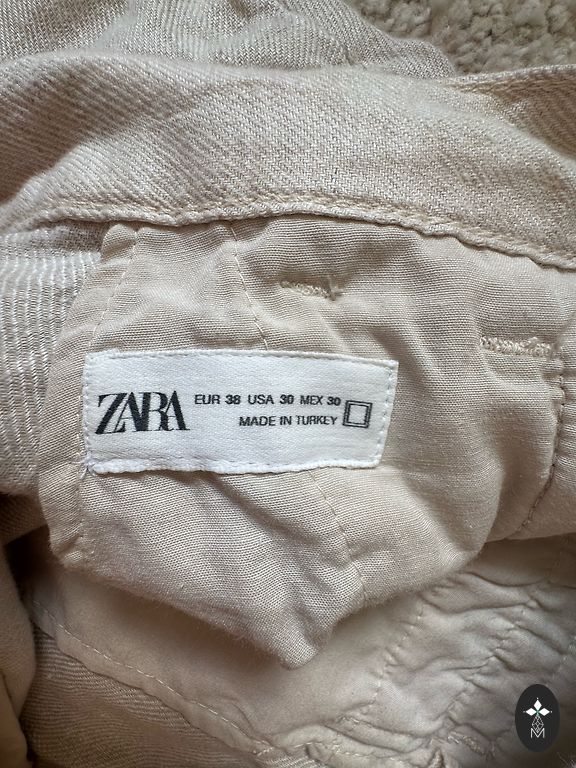 ZARA
EUR 38 USA 30 MEX 30
MADE IN TURKEY
M